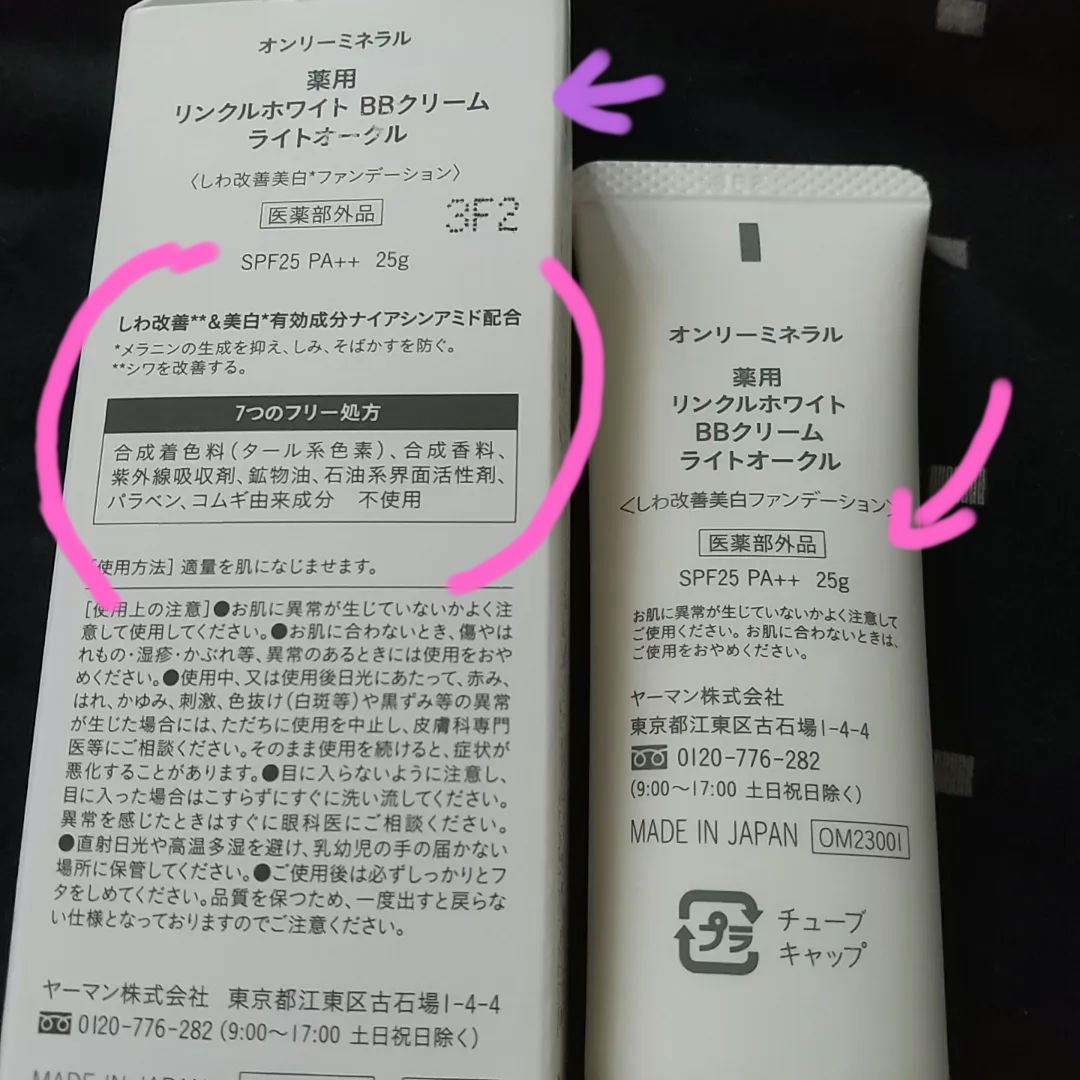 オンリーミネラル
薬用
リンクルホワイト BBクリーム
ライトオークル
〈しわ改善美白*ファンデーション〉
医薬部外品
3F2
SPF25 PA++ 25g
しわ改善**&美白*有効成分ナイアシンアミド配合
*メラニンの生成を抑え、しみ、そばかすを防ぐ。
**シワを改善する。
7つのフリー処方
合成着色料(タール系色素)、合成香料、
紫外線吸収剤、鉱物油、石油系界面活性剤、
パラベン、コムギ由来成分 不使用
[使用方法] 適量を肌になじませます。
[使用上の注意]●お肌に異常が生じていないかよく注
意して使用してください。●お肌に合わないとき、傷やは
れもの・湿疹・かぶれ等、異常のあるときには使用をおや
めください。●使用中、又は使用後日光にあたって、赤み、
はれ、かゆみ、刺激、色抜け(白斑等)や黒ずみ等の異常
が生じた場合には、ただちに使用を中止し、皮膚科専門
医等にご相談ください。そのまま使用を続けると、症状が
悪化することがあります。●目に入らないように注意し、
目に入った場合はこすらずにすぐに洗い流してください。
異常を感じたときはすぐに眼科医にご相談ください。
●直射日光や高温多湿を避け、乳幼児の手の届かない
場所に保管してください。●ご使用後は必ずしっかりとフ
タをしめてください。品質を保つため、一度出すと戻らな
い仕様となっておりますのでご注意ください。
ヤーマン株式会社 東京都江東区古石場1-4-4
0120-776-282 (9:00〜17:00 土日祝日除く)
MADE IN JAPAN
オンリーミネラル
薬用
リンクルホワイト
BBクリーム
ライトオークル
〈しわ改善美白ファンデーション〉
医薬部外品
SPF25 PA++ 25g
お肌に異常が生じていないかよく注意して
ご使用ください。お肌に合わないときは、
ご使用をおやめください。
ヤーマン株式会社
東京都江東区古石場1-4-4
0120-776-282
(9:00〜17:00 土日祝日除く)
MADE IN JAPAN OM23001
プラ
チューブ
キャップ